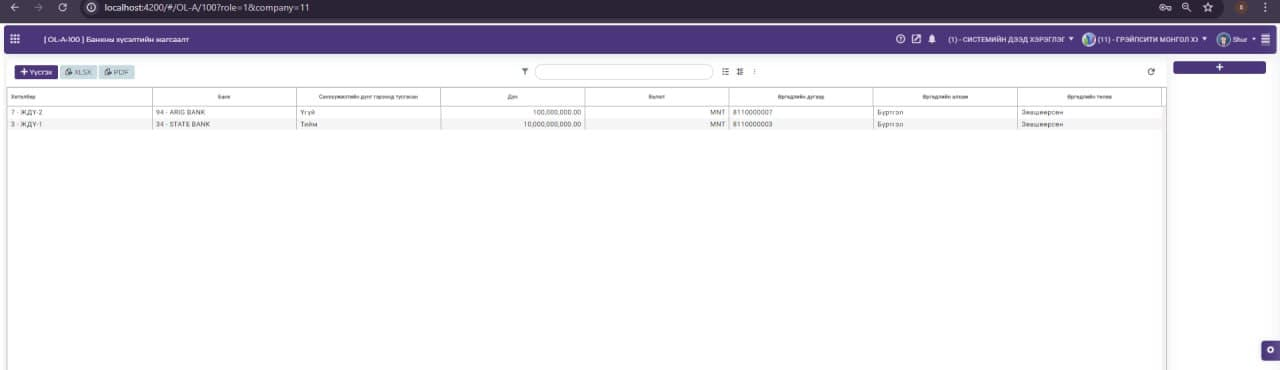 localhost:4200/#/OL-A/100?role=1&company=11
[ OL-A-100 ] Банкны хүсэлтийн жагсаалт
(1) - СИСТЕМИЙН ДЭЭД ХЭРЭГЛЭГ
(11) - ГРЭЙПСИТИ МОНГОЛ ХХ
Shur
+ Үүсгэх XLSX PDF
Хөтөлбөр Банк Санхүүжилтийн дүнг гэрээнд тусгасан Дүн Валют Өргөдлийн дугаар Өргөдлийн алхам Өргөдлийн төлөв
7 - ЖДҮ-2 94 - ARIG BANK Үгүй 100,000,000.00 MNT 8110000007 Бүртгэл Зөвшөөрсөн
3 - ЖДҮ-1 34 - STATE BANK Тийм 10,000,000,000.00 MNT 8110000003 Бүртгэл Зөвшөөрсөн